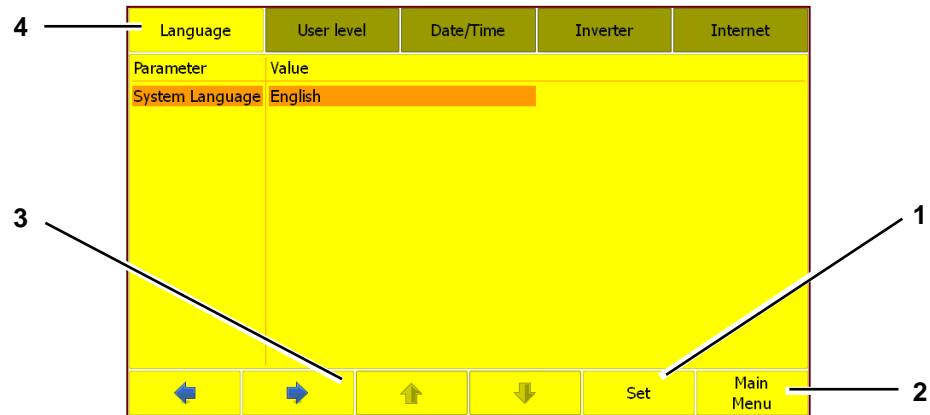 4
Language User level Date/Time Inverter Internet
Parameter Value
System Language English
3
1
Set
Main
Menu
2